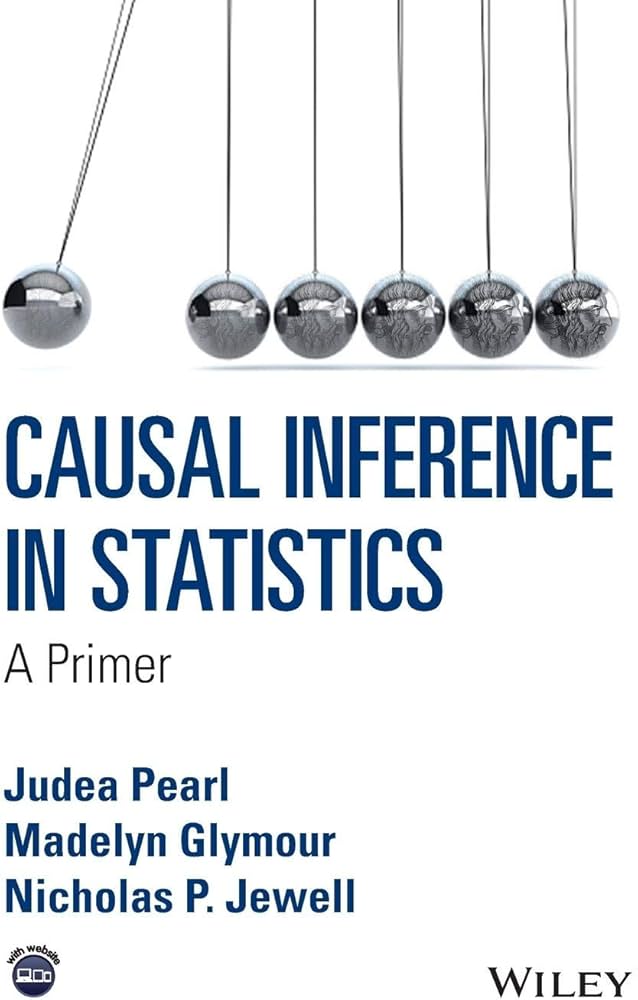 CAUSAL INFERENCE
IN STATISTICS
A Primer
Judea Pearl
Madelyn Glymour
Nicholas P. Jewell
with website
WILEY